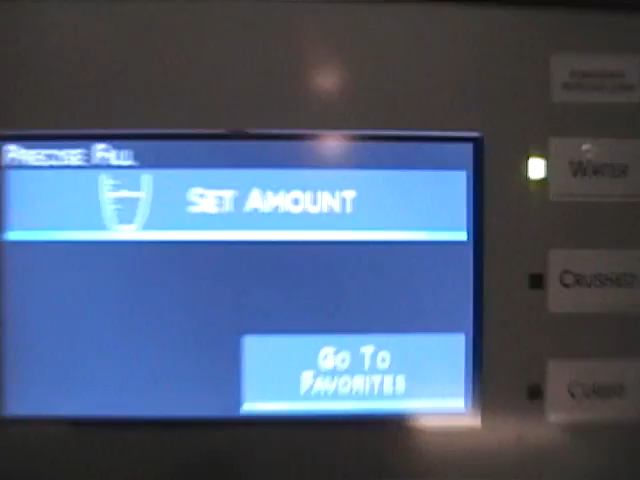 PRECISE FILL
SET AMOUNT
GO TO
FAVORITES
WATER
CRUSHED
CUBED